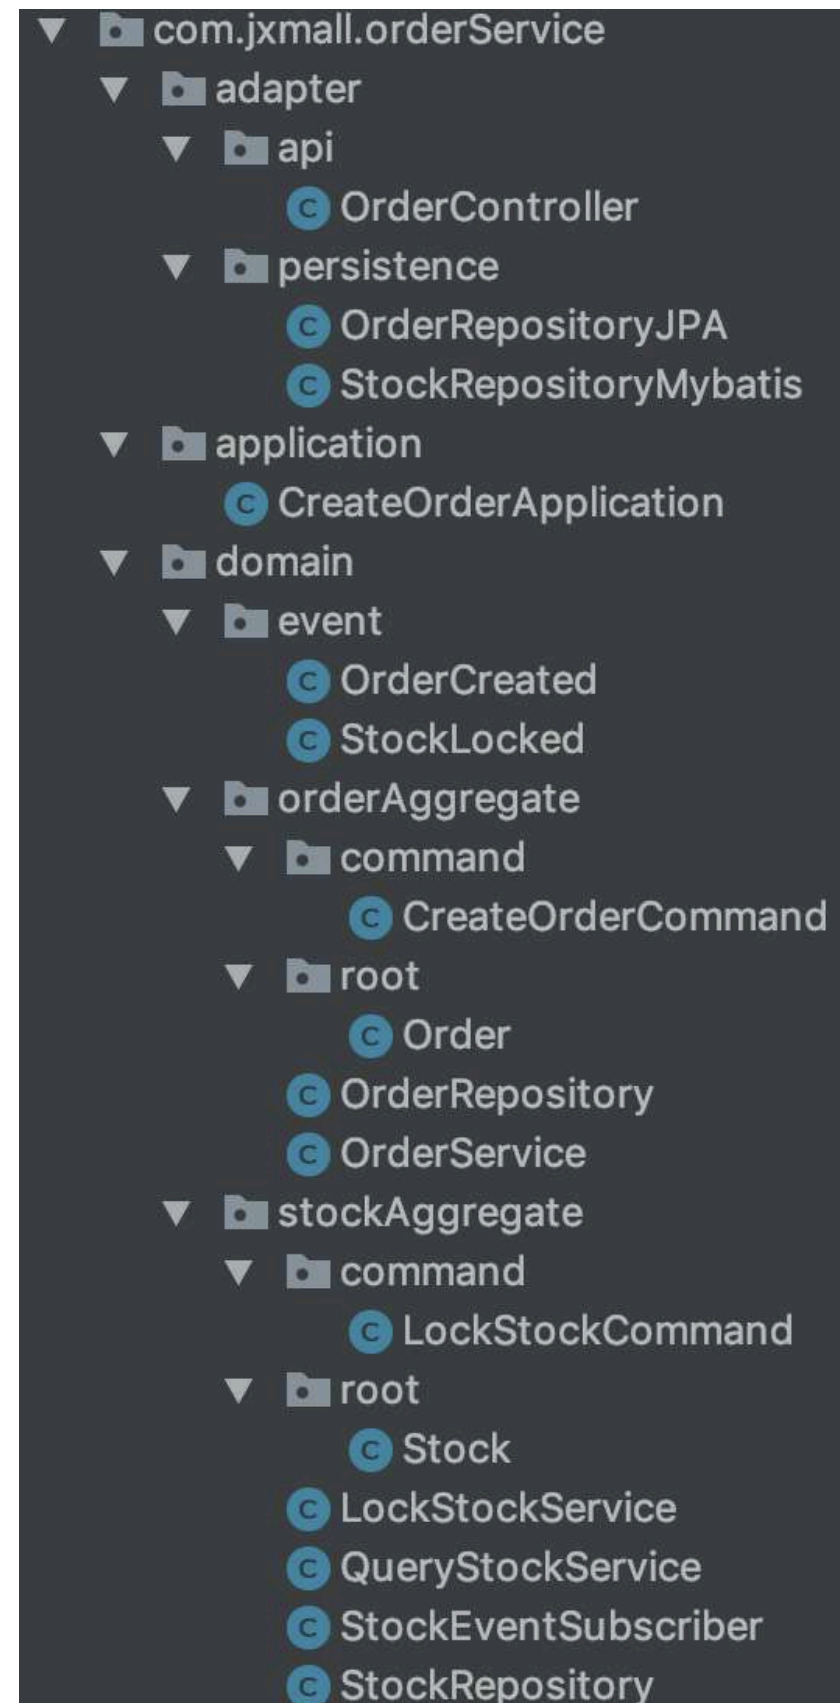 com.jxmall.orderService
adapter
api
C OrderController
persistence
C OrderRepositoryJPA
C StockRepositoryMybatis
application
C CreateOrderApplication
domain
event
C OrderCreated
C StockLocked
orderAggregate
command
C CreateOrderCommand
root
C Order
C OrderRepository
C OrderService
stockAggregate
command
C LockStockCommand
root
C Stock
C LockStockService
C QueryStockService
C StockEventSubscriber
C StockRepository